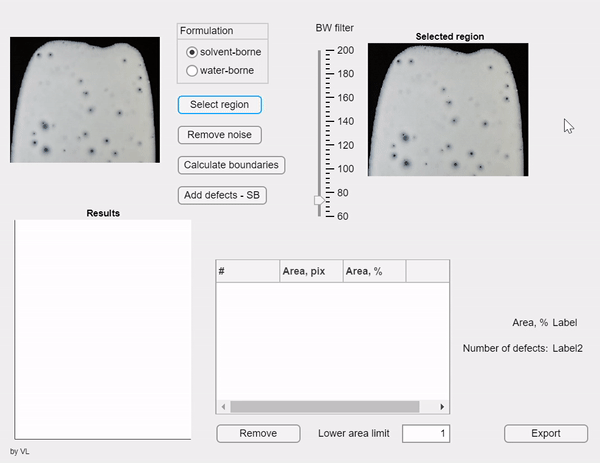 Formulation
solvent-borne
water-borne
Select region
Remove noise
Calculate boundaries
Add defects - SB
BW filter
200
180
160
140
120
100
80
60
Selected region
Results
# Area, pix Area, %
Area, % Label
Number of defects: Label2
Remove
Lower area limit 1
Export
by VL